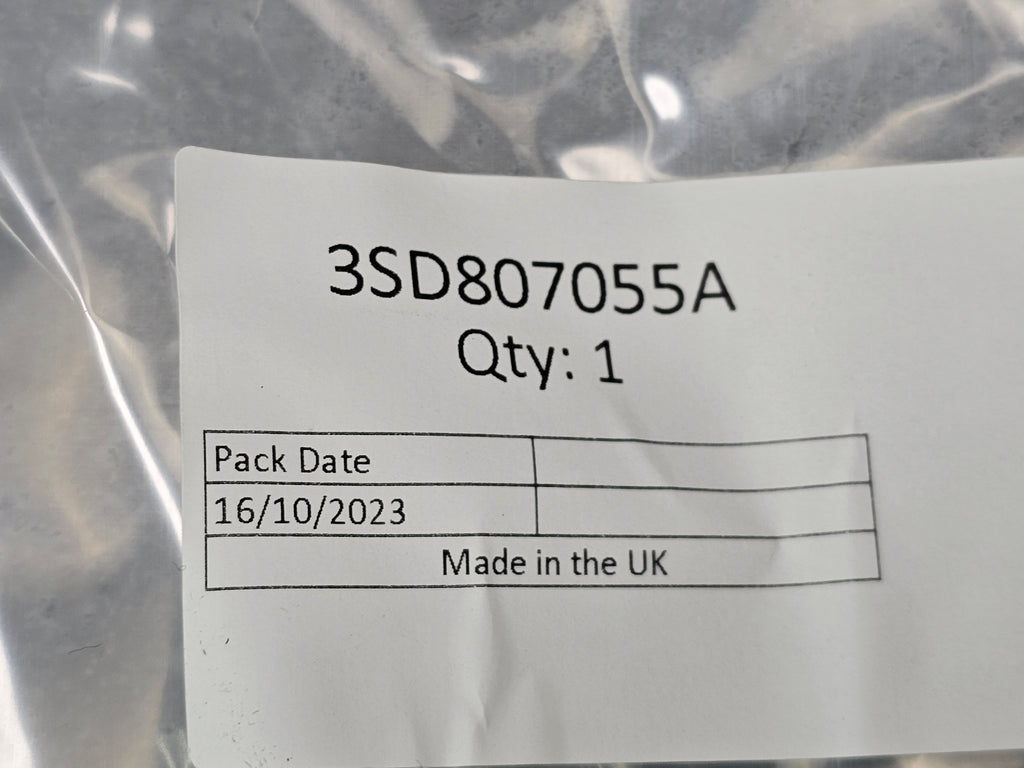 3SD807055A
Qty: 1
Pack Date
16/10/2023
Made in the UK